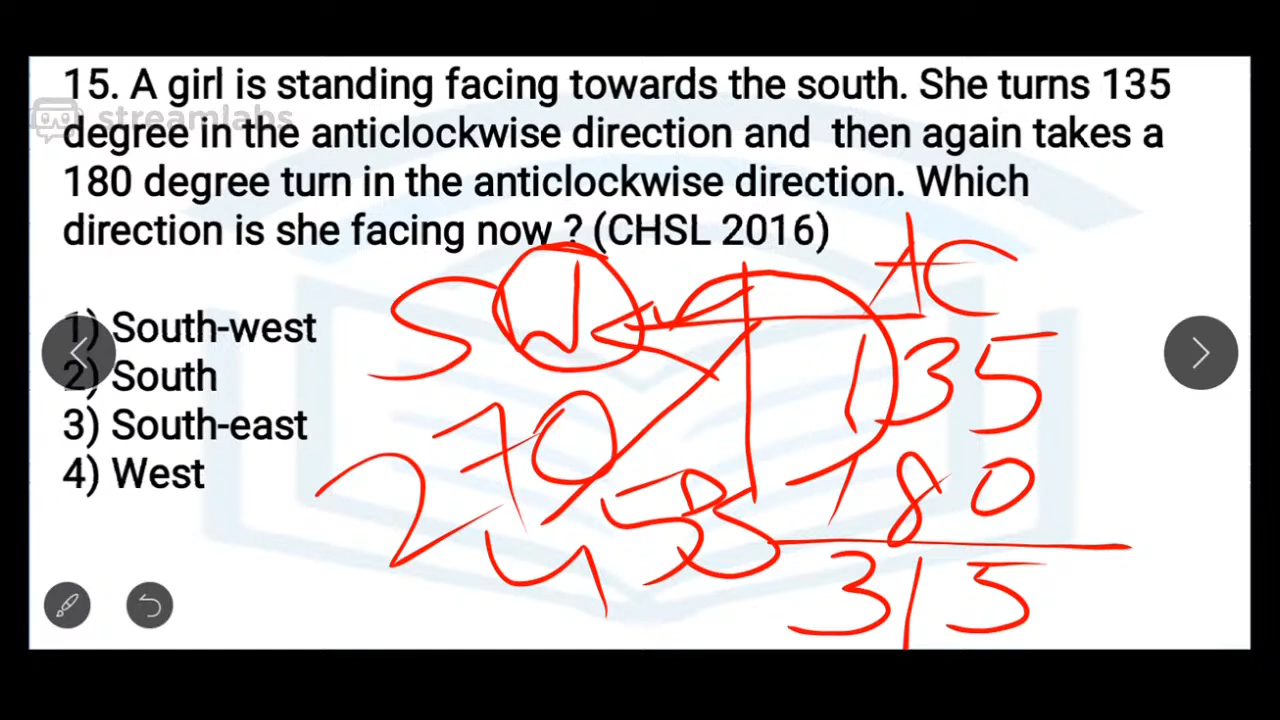 15. A girl is standing facing towards the south. She turns 135
streamlabs
degree in the anticlockwise direction and then again takes a
180 degree turn in the anticlockwise direction. Which
direction is she facing now ? (CHSL 2016)
AC
1) South-west
2) South
3) South-east
4) West
135
180
315
270
45
S